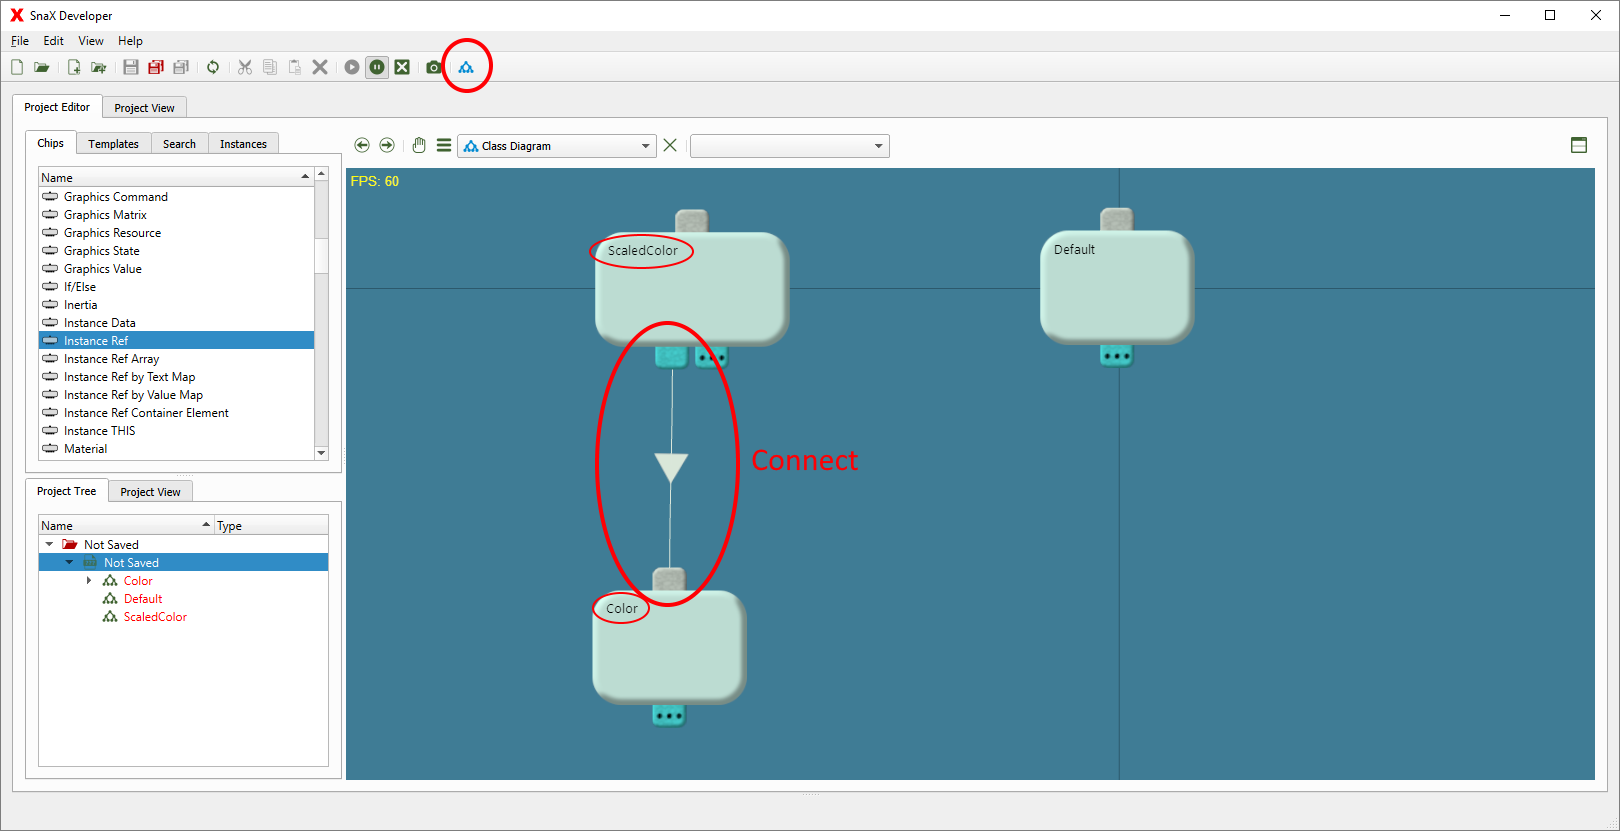 SnaX Developer
File Edit View Help
Project Editor Project View
Chips Templates Search Instances
Class Diagram
Name
FPS: 60
Graphics Command
Graphics Matrix
Graphics Resource
Graphics State
Graphics Value
If/Else
Inertia
Instance Data
Instance Ref
Instance Ref Array
Instance Ref by Text Map
Instance Ref by Value Map
Instance Ref Container Element
Instance THIS
Material
ScaledColor
Default
Connect
Color
Project Tree Project View
Name Type
Not Saved
Not Saved
Color
Default
ScaledColor